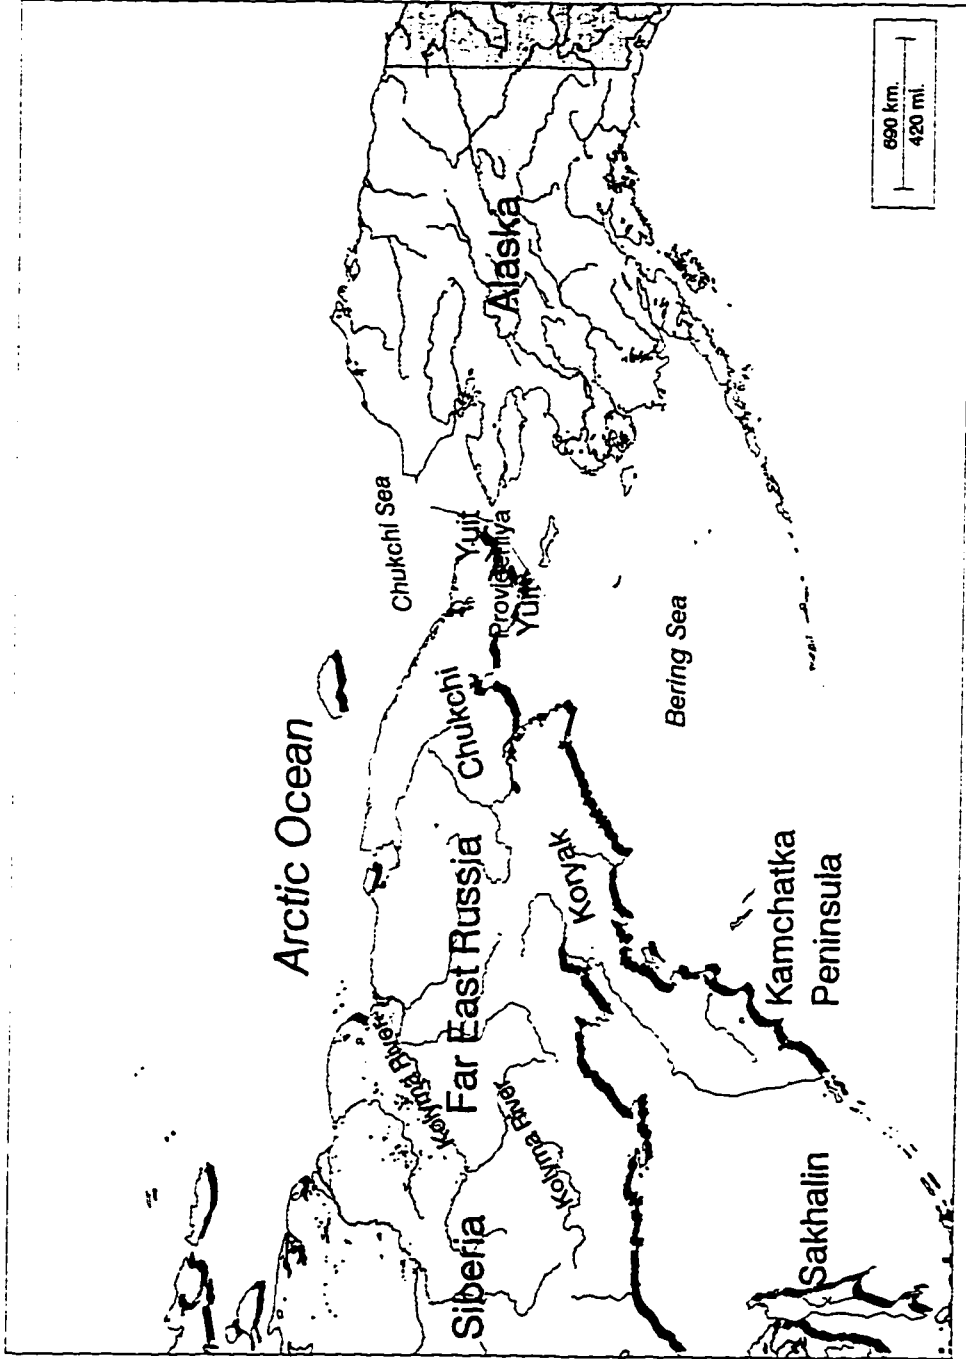 Arctic Ocean
Chukchi Sea
Siberia
Far East Russia
Kolyma River
Kolyma River
Chukchi
Yuit
Provideniya
Yuit
Alaska
Koryak
Bering Sea
Kamchatka
Peninsula
Sakhalin
690 km.
420 mi.